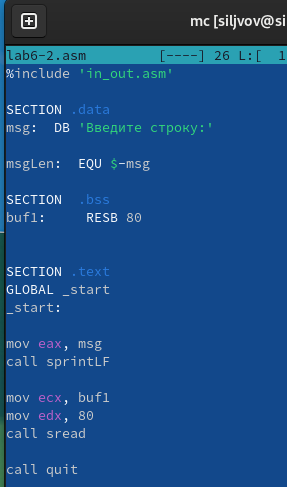 mc [siljvov@si
lab6-2.asm [----] 26 L:[ 1
%include 'in_out.asm'
SECTION .data
msg: DB 'Введите строку:'
msgLen: EQU $-msg
SECTION .bss
buf1: RESB 80
SECTION .text
GLOBAL _start
_start:
mov eax, msg
call sprintLF
mov ecx, buf1
mov edx, 80
call sread
call quit